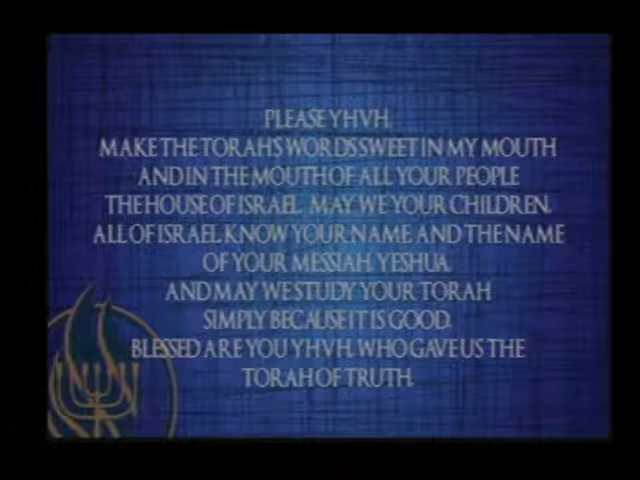 PLEASE YHVH,
MAKE THE TORAH'S WORDS SWEET IN MY MOUTH
AND IN THE MOUTH OF ALL YOUR PEOPLE
THE HOUSE OF ISRAEL. MAY WE YOUR CHILDREN,
ALL OF ISRAEL, KNOW YOUR NAME, AND THE NAME
OF YOUR MESSIAH, YESHUA,
AND MAY WE STUDY YOUR TORAH
SIMPLY BECAUSE IT IS GOOD.
BLESSED ARE YOU YHVH, WHO GAVE US THE
TORAH OF TRUTH.